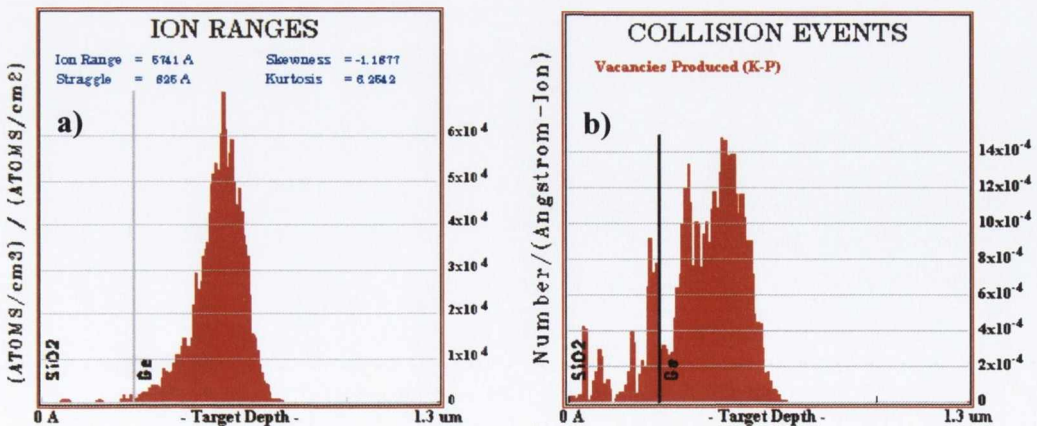 ION RANGES
Ion Range = 5741 A
Skewness = -1.1677
Straggle = 825 A
Kurtosis = 6.2542
a)
(ATOMS/cm3) / (ATOMS/cm2)
6x10-4
5x10-4
4x10-4
3x10-4
2x10-4
1x10-4
0
SiO2
Ge
0 A
- Target Depth -
1.3 um
COLLISION EVENTS
Vacancies Produced (K-P)
b)
Number/(Angstrom-Ion)
14x10-4
12x10-4
10x10-4
8x10-4
6x10-4
4x10-4
2x10-4
0
SiO2
Ge
0 A
- Target Depth -
1.3 um